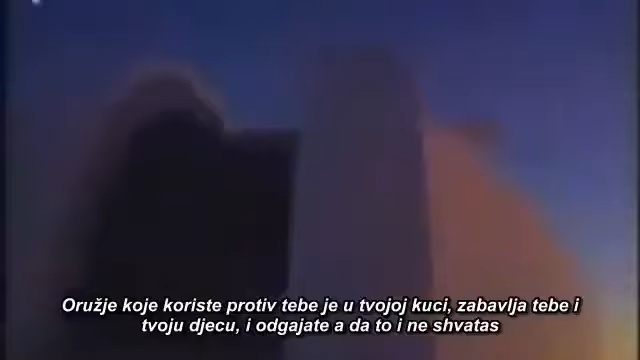 Oružje koje koriste protiv tebe je u tvojoj kuci, zabavlja tebe i
tvoju djecu, i odgajate a da to i ne shvatas